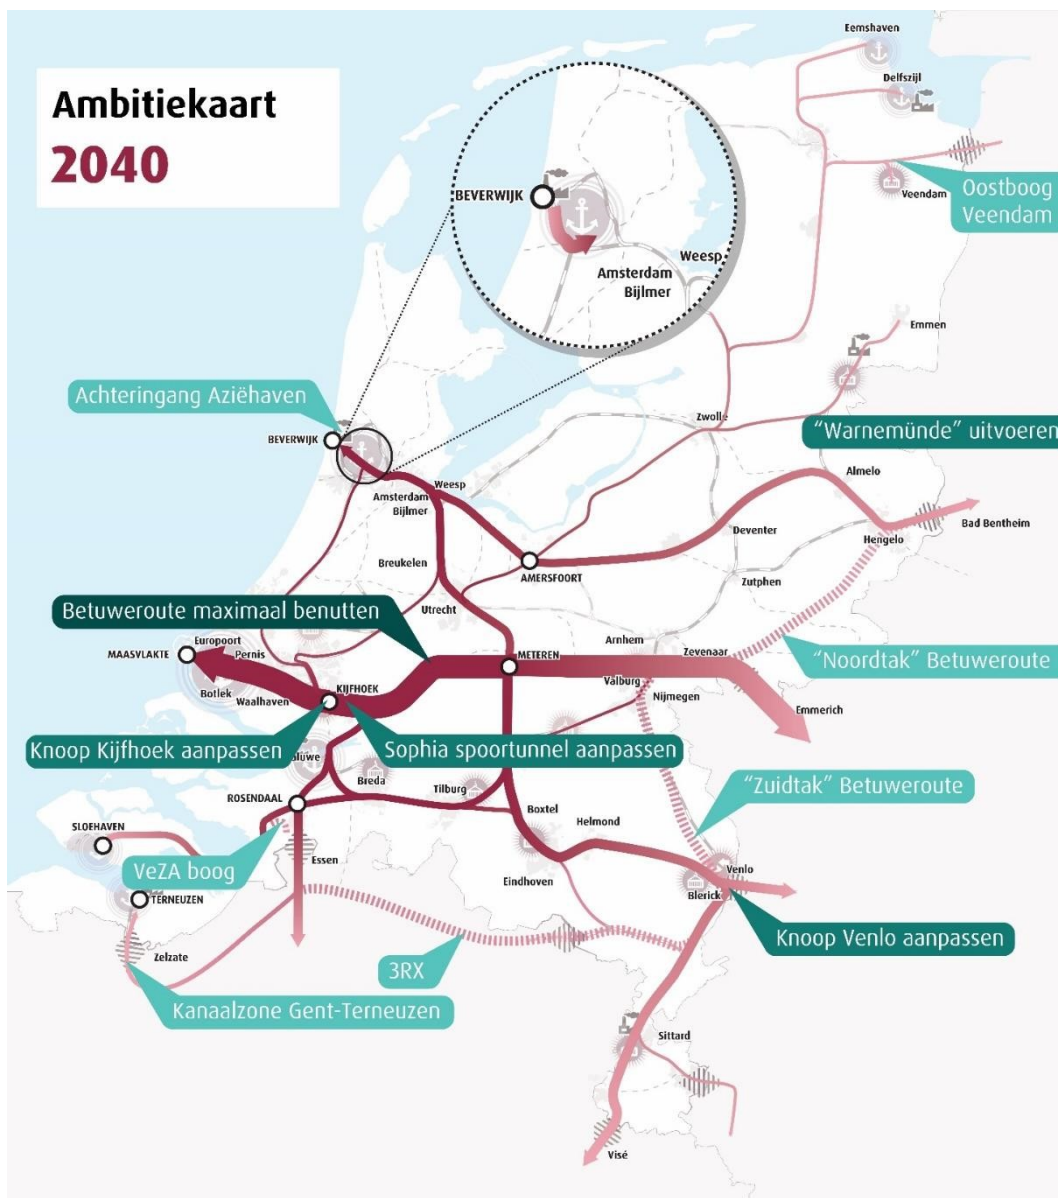 Ambitiekaart
2040
Eemshaven
Delfszijl
Oostboog
Veendam
Veendam
BEVERWIJK
Weesp
Amsterdam
Bijlmer
Emmen
Achteringang Aziëhaven
Zwolle
"Warnemünde" uitvoeren
BEVERWIJK
Almelo
Weesp
Amsterdam
Bijlmer
Deventer
Bad Bentheim
Hengelo
Breukelen
AMERSFOORT
Zutphen
Betuweroute maximaal benutten
Utrecht
Europoort
Arnhem
MAASVLAKTE
Pernis
METEREN
Zevenaar
"Noordtak" Betuweroute
Botlek
KIJFHOEK
Valburg
Waalhaven
Nijmegen
Emmerich
Knoop Kijfhoek aanpassen
Sophia spoortunnel aanpassen
Breda
Tilburg
"Zuidtak" Betuweroute
ROSENDAAL
Boxtel
Helmond
SLOEHAVEN
Essen
VeZA boog
Eindhoven
Venlo
Blerick
TERNEUZEN
Knoop Venlo aanpassen
Zelzate
3RX
Kanaalzone Gent-Terneuzen
Sittard
Visé